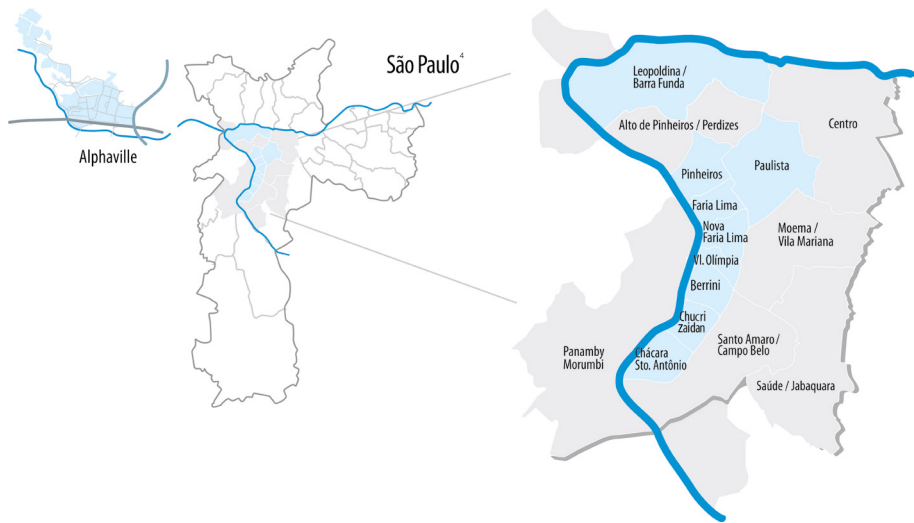 São Paulo⁴
Alphaville
Leopoldina /
Barra Funda
Alto de Pinheiros / Perdizes
Centro
Pinheiros
Paulista
Faria Lima
Nova
Faria Lima
Moema /
Vila Mariana
Vl. Olímpia
Berrini
Chucri
Zaidan
Santo Amaro /
Campo Belo
Panamby
Morumbi
Chácara
Sto. Antônio
Saúde / Jabaquara